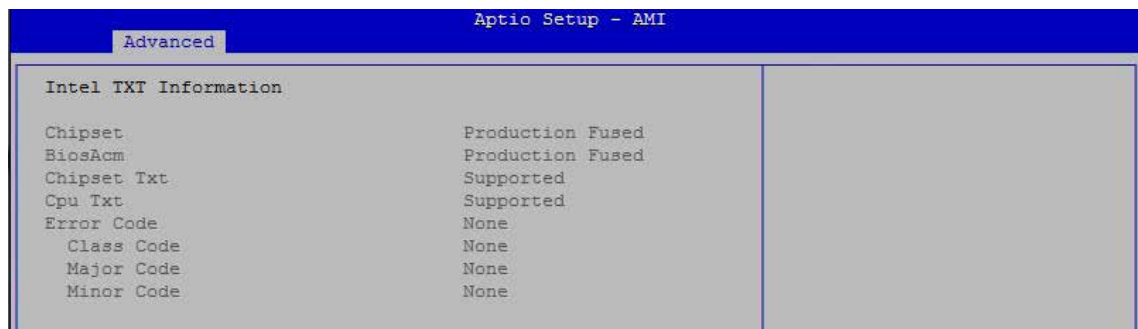 Aptio Setup - AMI
Advanced
Intel TXT Information
Chipset Production Fused
BiosAcm Production Fused
Chipset Txt Supported
Cpu Txt Supported
Error Code None
Class Code None
Major Code None
Minor Code None